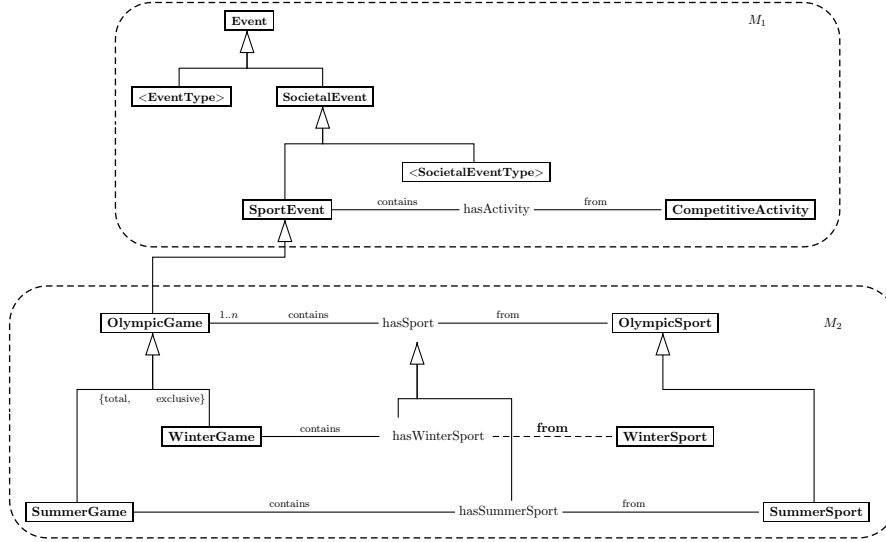 Event
M1
<EventType>
SocietalEvent
<SocietalEventType>
SportEvent
contains
hasActivity
from
CompetitiveActivity
OlympicGame
1..n
contains
hasSport
from
OlympicSport
M2
{total, exclusive}
WinterGame
contains
hasWinterSport
from
WinterSport
SummerGame
contains
hasSummerSport
from
SummerSport